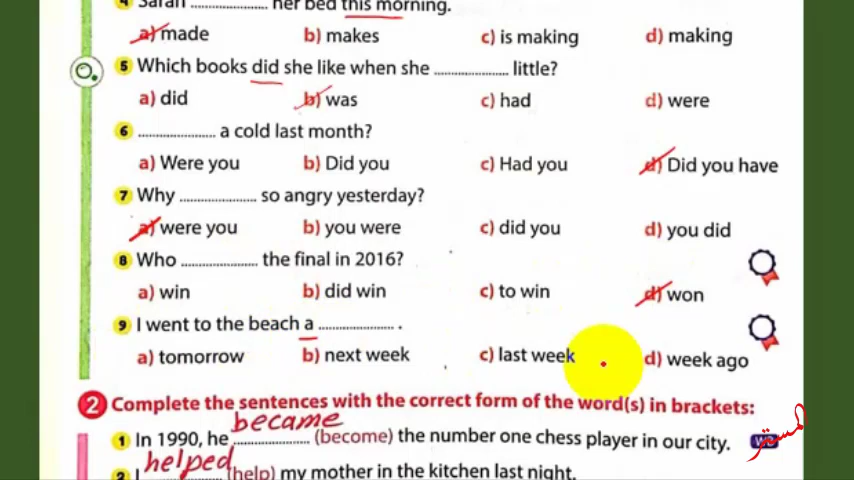 4 Sarah .................... her bed this morning.
a) made b) makes c) is making d) making
5 Which books did she like when she .................... little?
a) did b) was c) had d) were
6 .................... a cold last month?
a) Were you b) Did you c) Had you d) Did you have
7 Why .................... so angry yesterday?
a) were you b) you were c) did you d) you did
8 Who .................... the final in 2016?
a) win b) did win c) to win d) won
9 I went to the beach a .................... .
a) tomorrow b) next week c) last week d) week ago
2 Complete the sentences with the correct form of the word(s) in brackets:
became
1 In 1990, he .................... (become) the number one chess player in our city. WB
helped
2 I .................... (help) my mother in the kitchen last night.
المستر